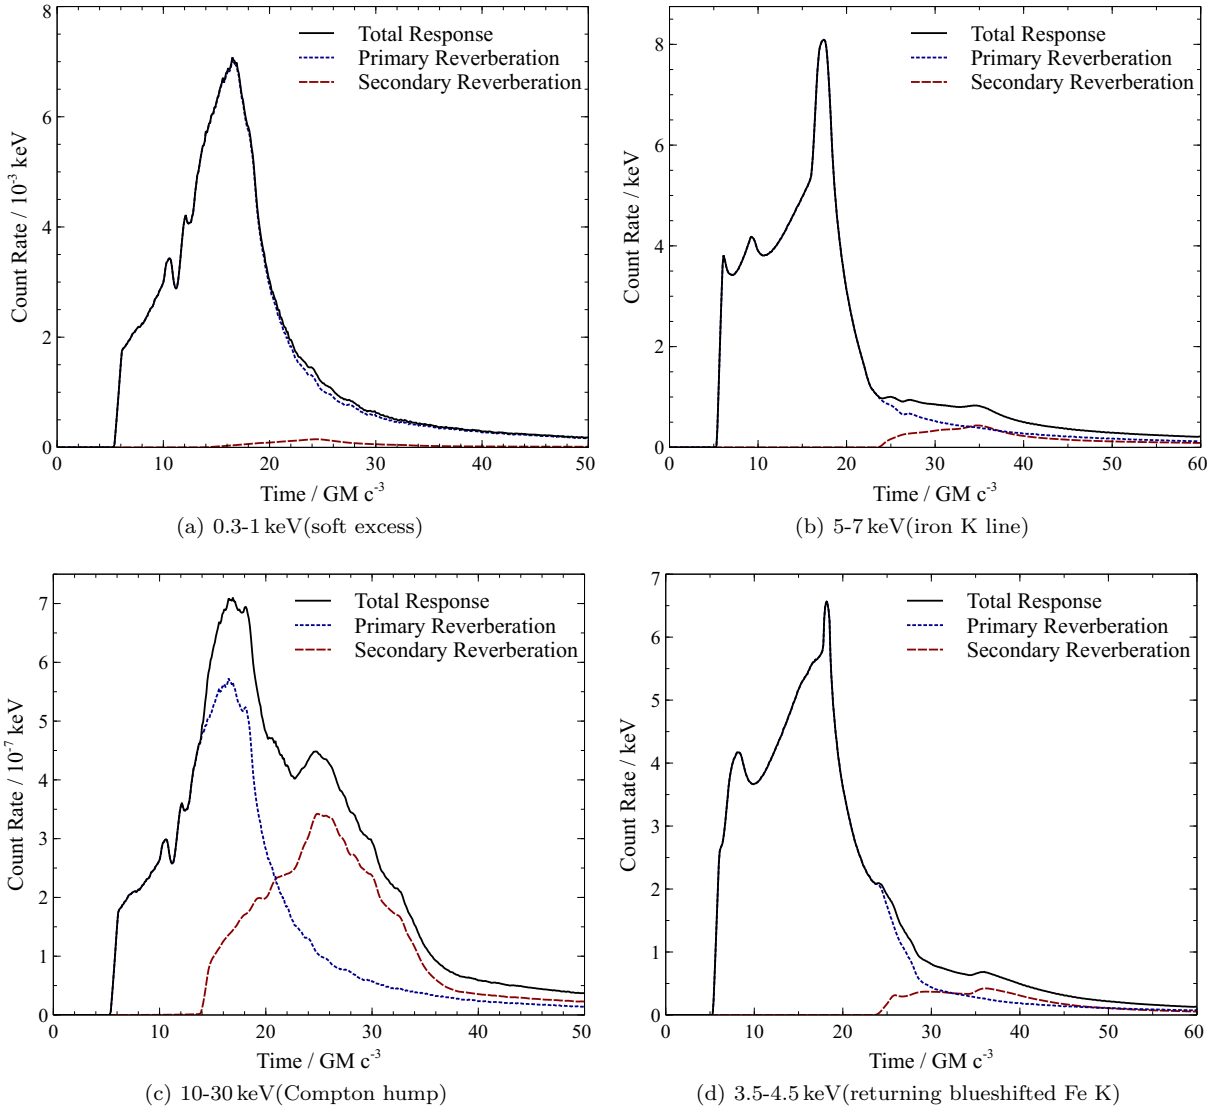 Total Response
Primary Reverberation
Secondary Reverberation
Count Rate / 10⁻³ keV
8
6
4
2
0
0 10 20 30 40 50
Time / GM c⁻³
(a) 0.3-1 keV(soft excess)
Total Response
Primary Reverberation
Secondary Reverberation
Count Rate / keV
8
6
4
2
0
0 10 20 30 40 50 60
Time / GM c⁻³
(b) 5-7 keV(iron K line)
Total Response
Primary Reverberation
Secondary Reverberation
Count Rate / 10⁻⁷ keV
7
6
5
4
3
2
1
0
0 10 20 30 40 50
Time / GM c⁻³
(c) 10-30 keV(Compton hump)
Total Response
Primary Reverberation
Secondary Reverberation
Count Rate / keV
7
6
5
4
3
2
1
0
0 10 20 30 40 50 60
Time / GM c⁻³
(d) 3.5-4.5 keV(returning blueshifted Fe K)